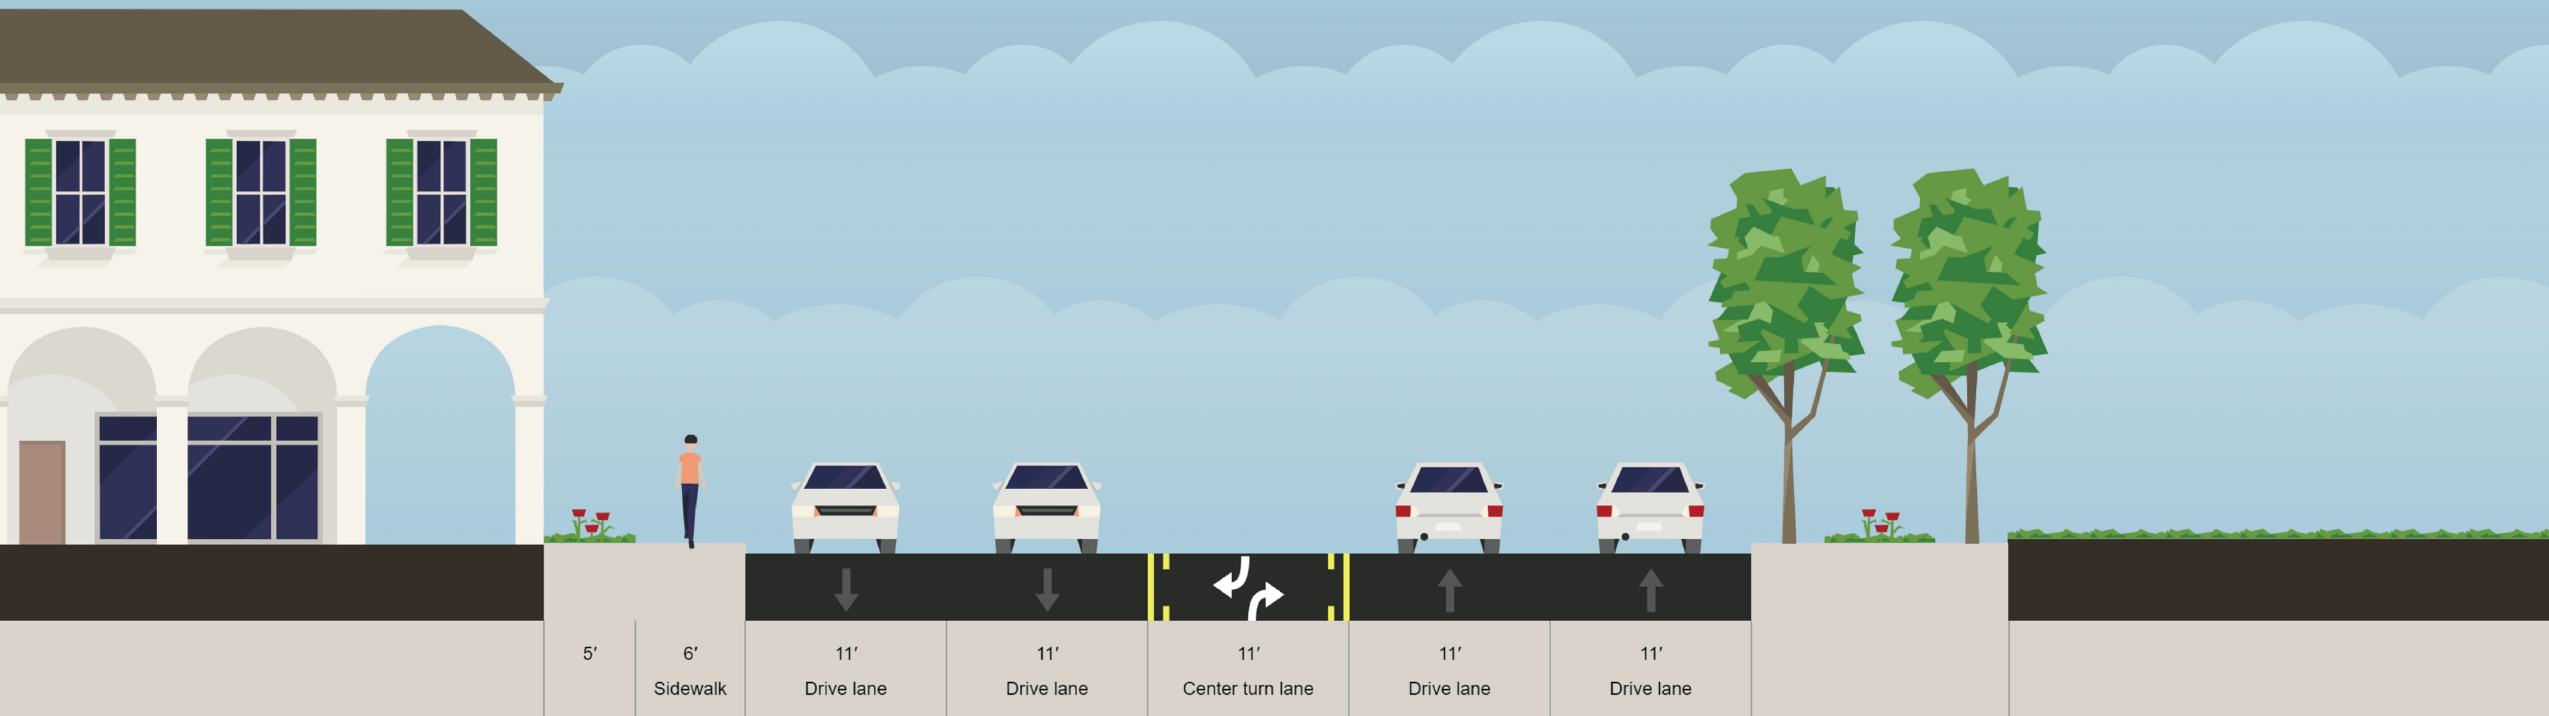 5′ 6′ 11′ 11′ 11′ 11′ 11′
Sidewalk Drive lane Drive lane Center turn lane Drive lane Drive lane